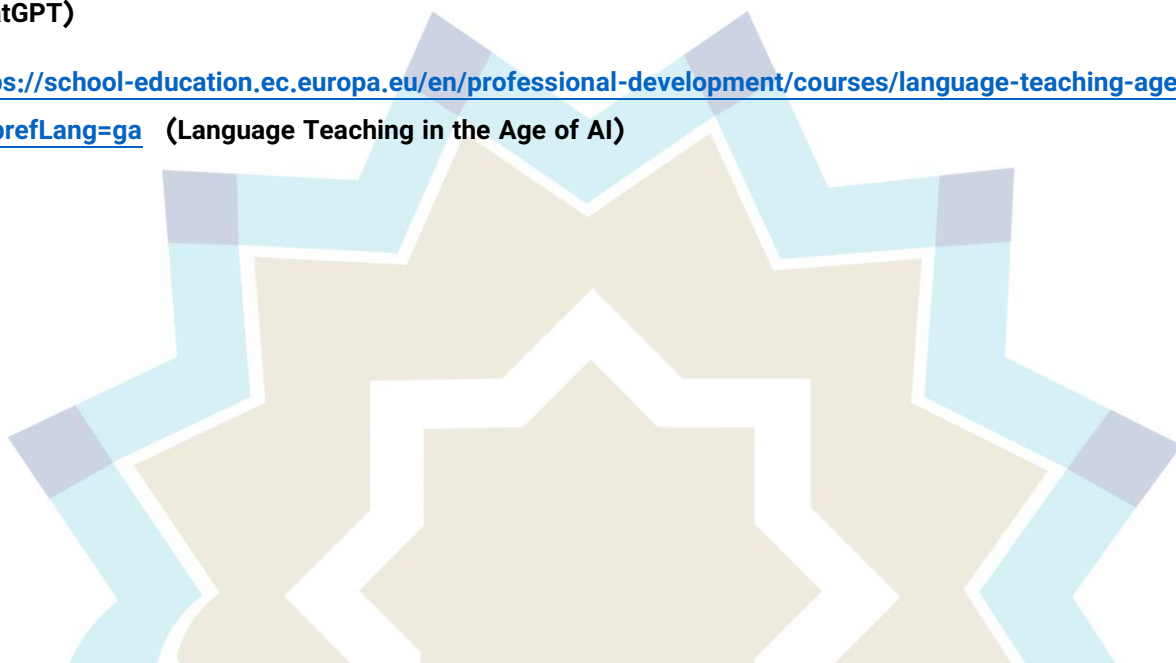 tGPT)
s://school-education.ec.europa.eu/en/professional-development/courses/language-teaching-age
prefLang=ga (Language Teaching in the Age of AI)